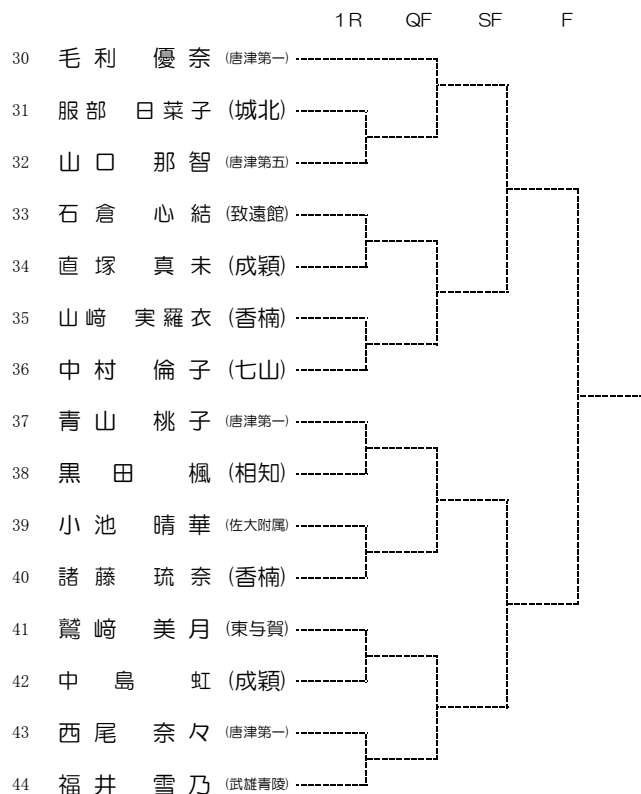 1R QF SF F
30 毛利 優奈 (唐津第一)
31 服部 日菜子 (城北)
32 山口 那智 (唐津第五)
33 石倉 心結 (致遠館)
34 直塚 真未 (成穎)
35 山﨑 実羅衣 (香楠)
36 中村 倫子 (七山)
37 青山 桃子 (唐津第一)
38 黒田 楓 (相知)
39 小池 晴華 (佐大附属)
40 諸藤 琉奈 (香楠)
41 鷲﨑 美月 (東与賀)
42 中島 虹 (成穎)
43 西尾 奈々 (唐津第一)
44 福井 雪乃 (武雄青陵)